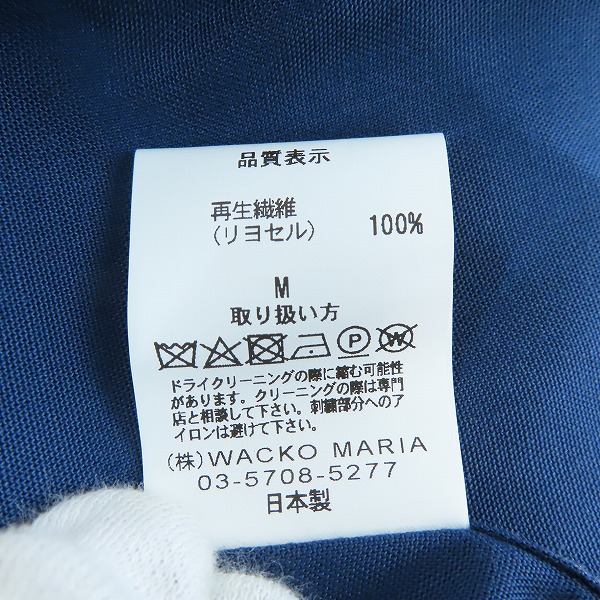 品質表示
再生繊維
(リヨセル) 100%
M
取り扱い方
P W
ドライクリーニングの際に縮む可能性
があります。クリーニングの際は専門
店と相談して下さい。刺繍部分へのア
イロンは避けて下さい。
(株)WACKO MARIA
03-5708-5277
日本製